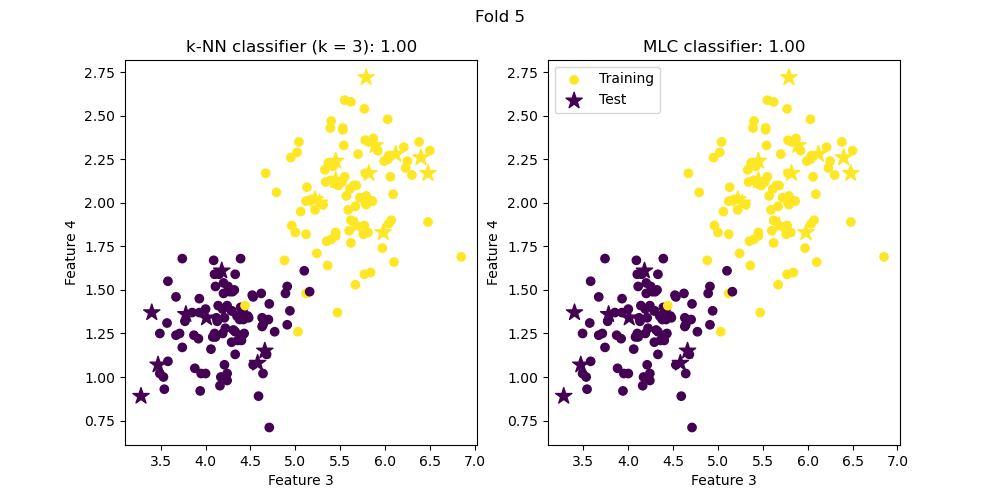 Fold 5
k-NN classifier (k = 3): 1.00
Feature 4
2.75
2.50
2.25
2.00
1.75
1.50
1.25
1.00
0.75
3.5 4.0 4.5 5.0 5.5 6.0 6.5 7.0
Feature 3
MLC classifier: 1.00
Training
Test
Feature 4
2.75
2.50
2.25
2.00
1.75
1.50
1.25
1.00
0.75
3.5 4.0 4.5 5.0 5.5 6.0 6.5 7.0
Feature 3